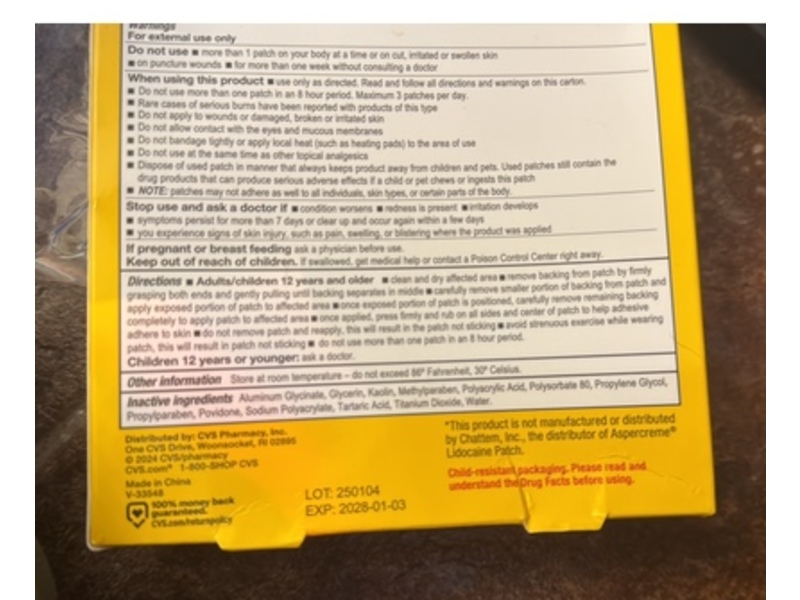 Warnings
For external use only
Do not use ■ more than 1 patch on your body at a time or on cut, irritated or swollen skin
■ on puncture wounds ■ for more than one week without consulting a doctor
When using this product ■ use only as directed. Read and follow all directions and warnings on this carton.
■ Do not use more than one patch in an 8 hour period. Maximum 3 patches per day.
■ Rare cases of serious burns have been reported with products of this type
■ Do not apply to wounds or damaged, broken or irritated skin
■ Do not allow contact with the eyes and mucous membranes
■ Do not bandage tightly or apply local heat (such as heating pads) to the area of use
■ Do not use at the same time as other topical analgesics
■ Dispose of used patch in manner that always keeps product away from children and pets. Used patches still contain the
drug products that can produce serious adverse effects if a child or pet chews or ingests this patch
■ NOTE: patches may not adhere as well to all individuals, skin types, or certain parts of the body.
Stop use and ask a doctor if ■ condition worsens ■ redness is present ■ irritation develops
■ symptoms persist for more than 7 days or clear up and occur again within a few days
■ you experience signs of skin injury, such as pain, swelling, or blistering where the product was applied
If pregnant or breast feeding ask a physician before use.
Keep out of reach of children. If swallowed, get medical help or contact a Poison Control Center right away.
Directions ■ Adults/children 12 years and older ■ clean and dry affected area ■ remove backing from patch by firmly
grasping both ends and gently pulling until backing separates in middle ■ carefully remove smaller portion of backing from patch and
apply exposed portion of patch to affected area ■ once exposed portion of patch is positioned, carefully remove remaining backing
completely to apply patch to affected area ■ once applied, press firmly and rub on all sides and center of patch to help adhesive
adhere to skin ■ do not remove patch and reapply, this will result in the patch not sticking ■ avoid strenuous exercise while wearing
patch, this will result in patch not sticking ■ do not use more than one patch in an 8 hour period.
Children 12 years or younger: ask a doctor.
Other information Store at room temperature – do not exceed 86° Fahrenheit, 30° Celsius.
Inactive ingredients Aluminum Glycinate, Glycerin, Kaolin, Methylparaben, Polyacrylic Acid, Polysorbate 80, Propylene Glycol,
Propylparaben, Povidone, Sodium Polyacrylate, Tartaric Acid, Titanium Dioxide, Water.
Distributed by: CVS Pharmacy, Inc.
One CVS Drive, Woonsocket, RI 02895
© 2024 CVS/pharmacy
CVS.com® 1-800-SHOP CVS
Made in China
V-33548
100% money back
guaranteed.
CVS.com/returnpolicy
LOT: 250104
EXP: 2028-01-03
*This product is not manufactured or distributed
by Chattem, Inc., the distributor of Aspercreme®
Lidocaine Patch.
Child-resistant packaging. Please read and
understand the Drug Facts before using.